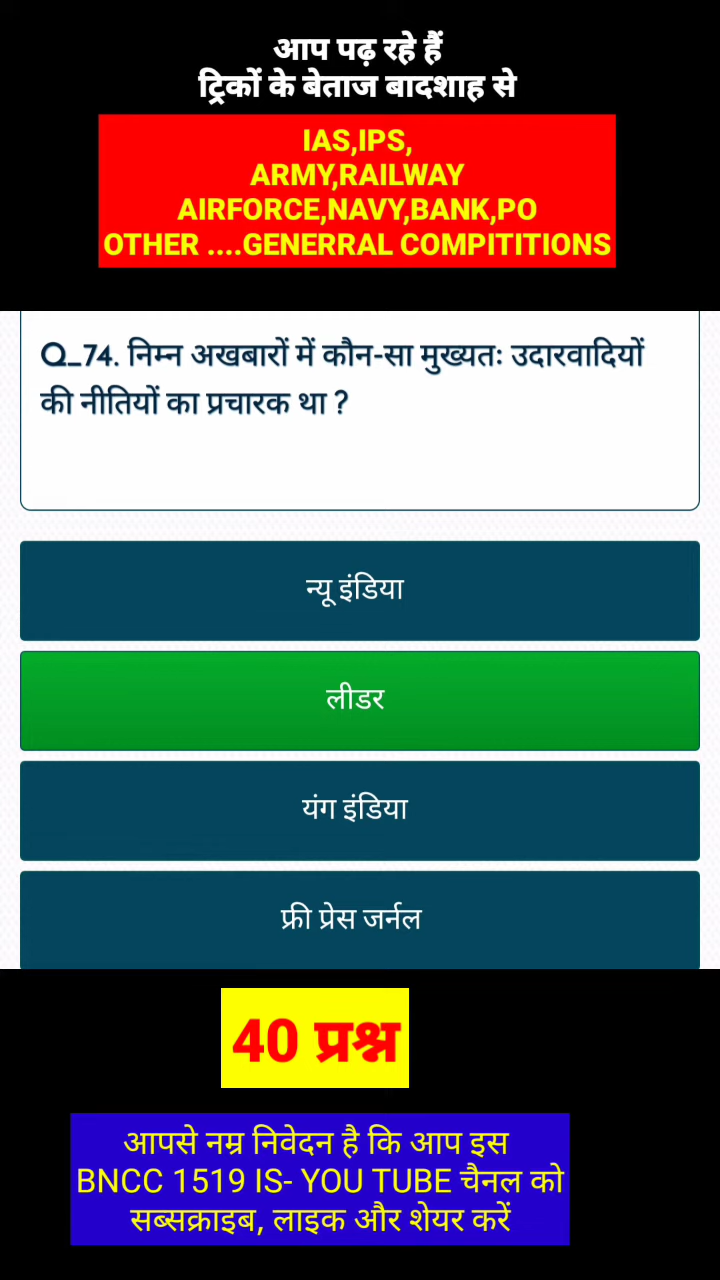 आप पढ़ रहे हैं
ट्रिकों के बेताज बादशाह से
IAS,IPS,
ARMY,RAILWAY
AIRFORCE,NAVY,BANK,PO
OTHER ....GENERRAL COMPITITIONS
Q_74. निम्न अखबारों में कौन-सा मुख्यतः उदारवादियों
की नीतियों का प्रचारक था ?
न्यू इंडिया
लीडर
यंग इंडिया
फ्री प्रेस जर्नल
40 प्रश्न
आपसे नम्र निवेदन है कि आप इस
BNCC 1519 IS- YOU TUBE चैनल को
सब्सक्राइब, लाइक और शेयर करें